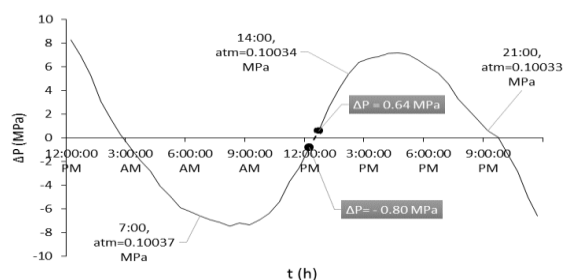 10
8
6
4
2
0
-2
-4
-6
-8
-10
ΔP (MPa)
14:00,
atm=0.10034
MPa
21:00,
atm=0.10033
MPa
ΔP = 0.64 MPa
12:00:00 3:00:00 6:00:00 9:00:00 12:00:00 3:00:00 6:00:00 9:00:00
PM AM AM AM PM PM PM PM
ΔP= - 0.80 MPa
7:00,
atm=0.10037
MPa
t (h)